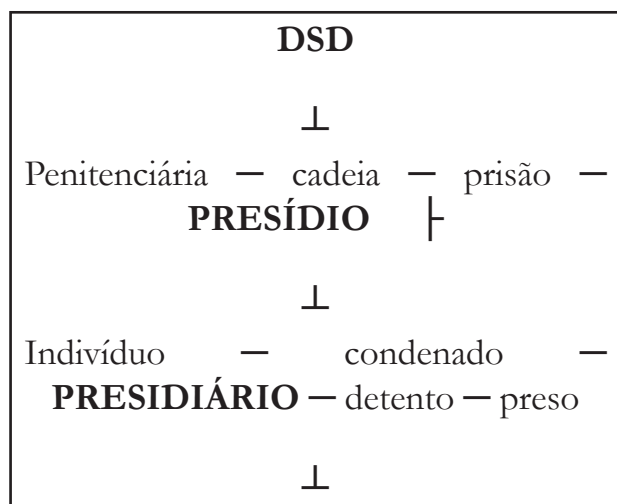 DSD
⊥
Penitenciária — cadeia — prisão —
PRESÍDIO ├
⊥
Indivíduo — condenado —
PRESIDIÁRIO — detento — preso
⊥